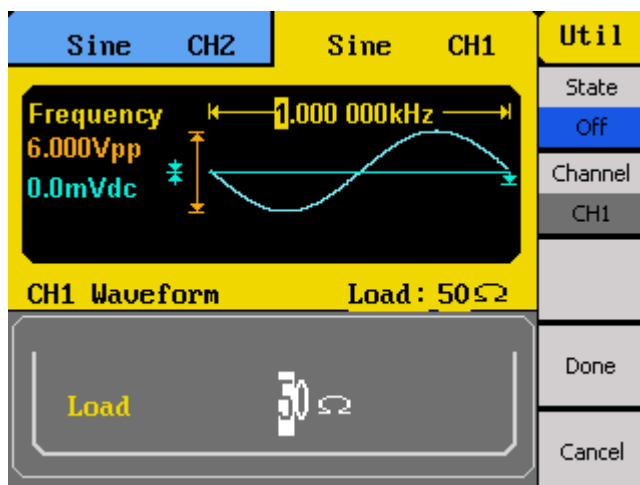 Sine CH2 Sine CH1 Util
State
Off
Channel
CH1
Frequency 1.000 000kHz
6.000Vpp
0.0mVdc
CH1 Waveform Load: 50Ω
Load 50Ω
Done
Cancel